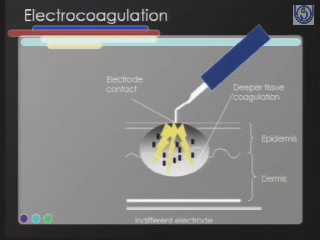 Electrocoagulation
Electrode
contact
Deeper tissue
coagulation
Epidermis
Dermis
Indifferent electrode